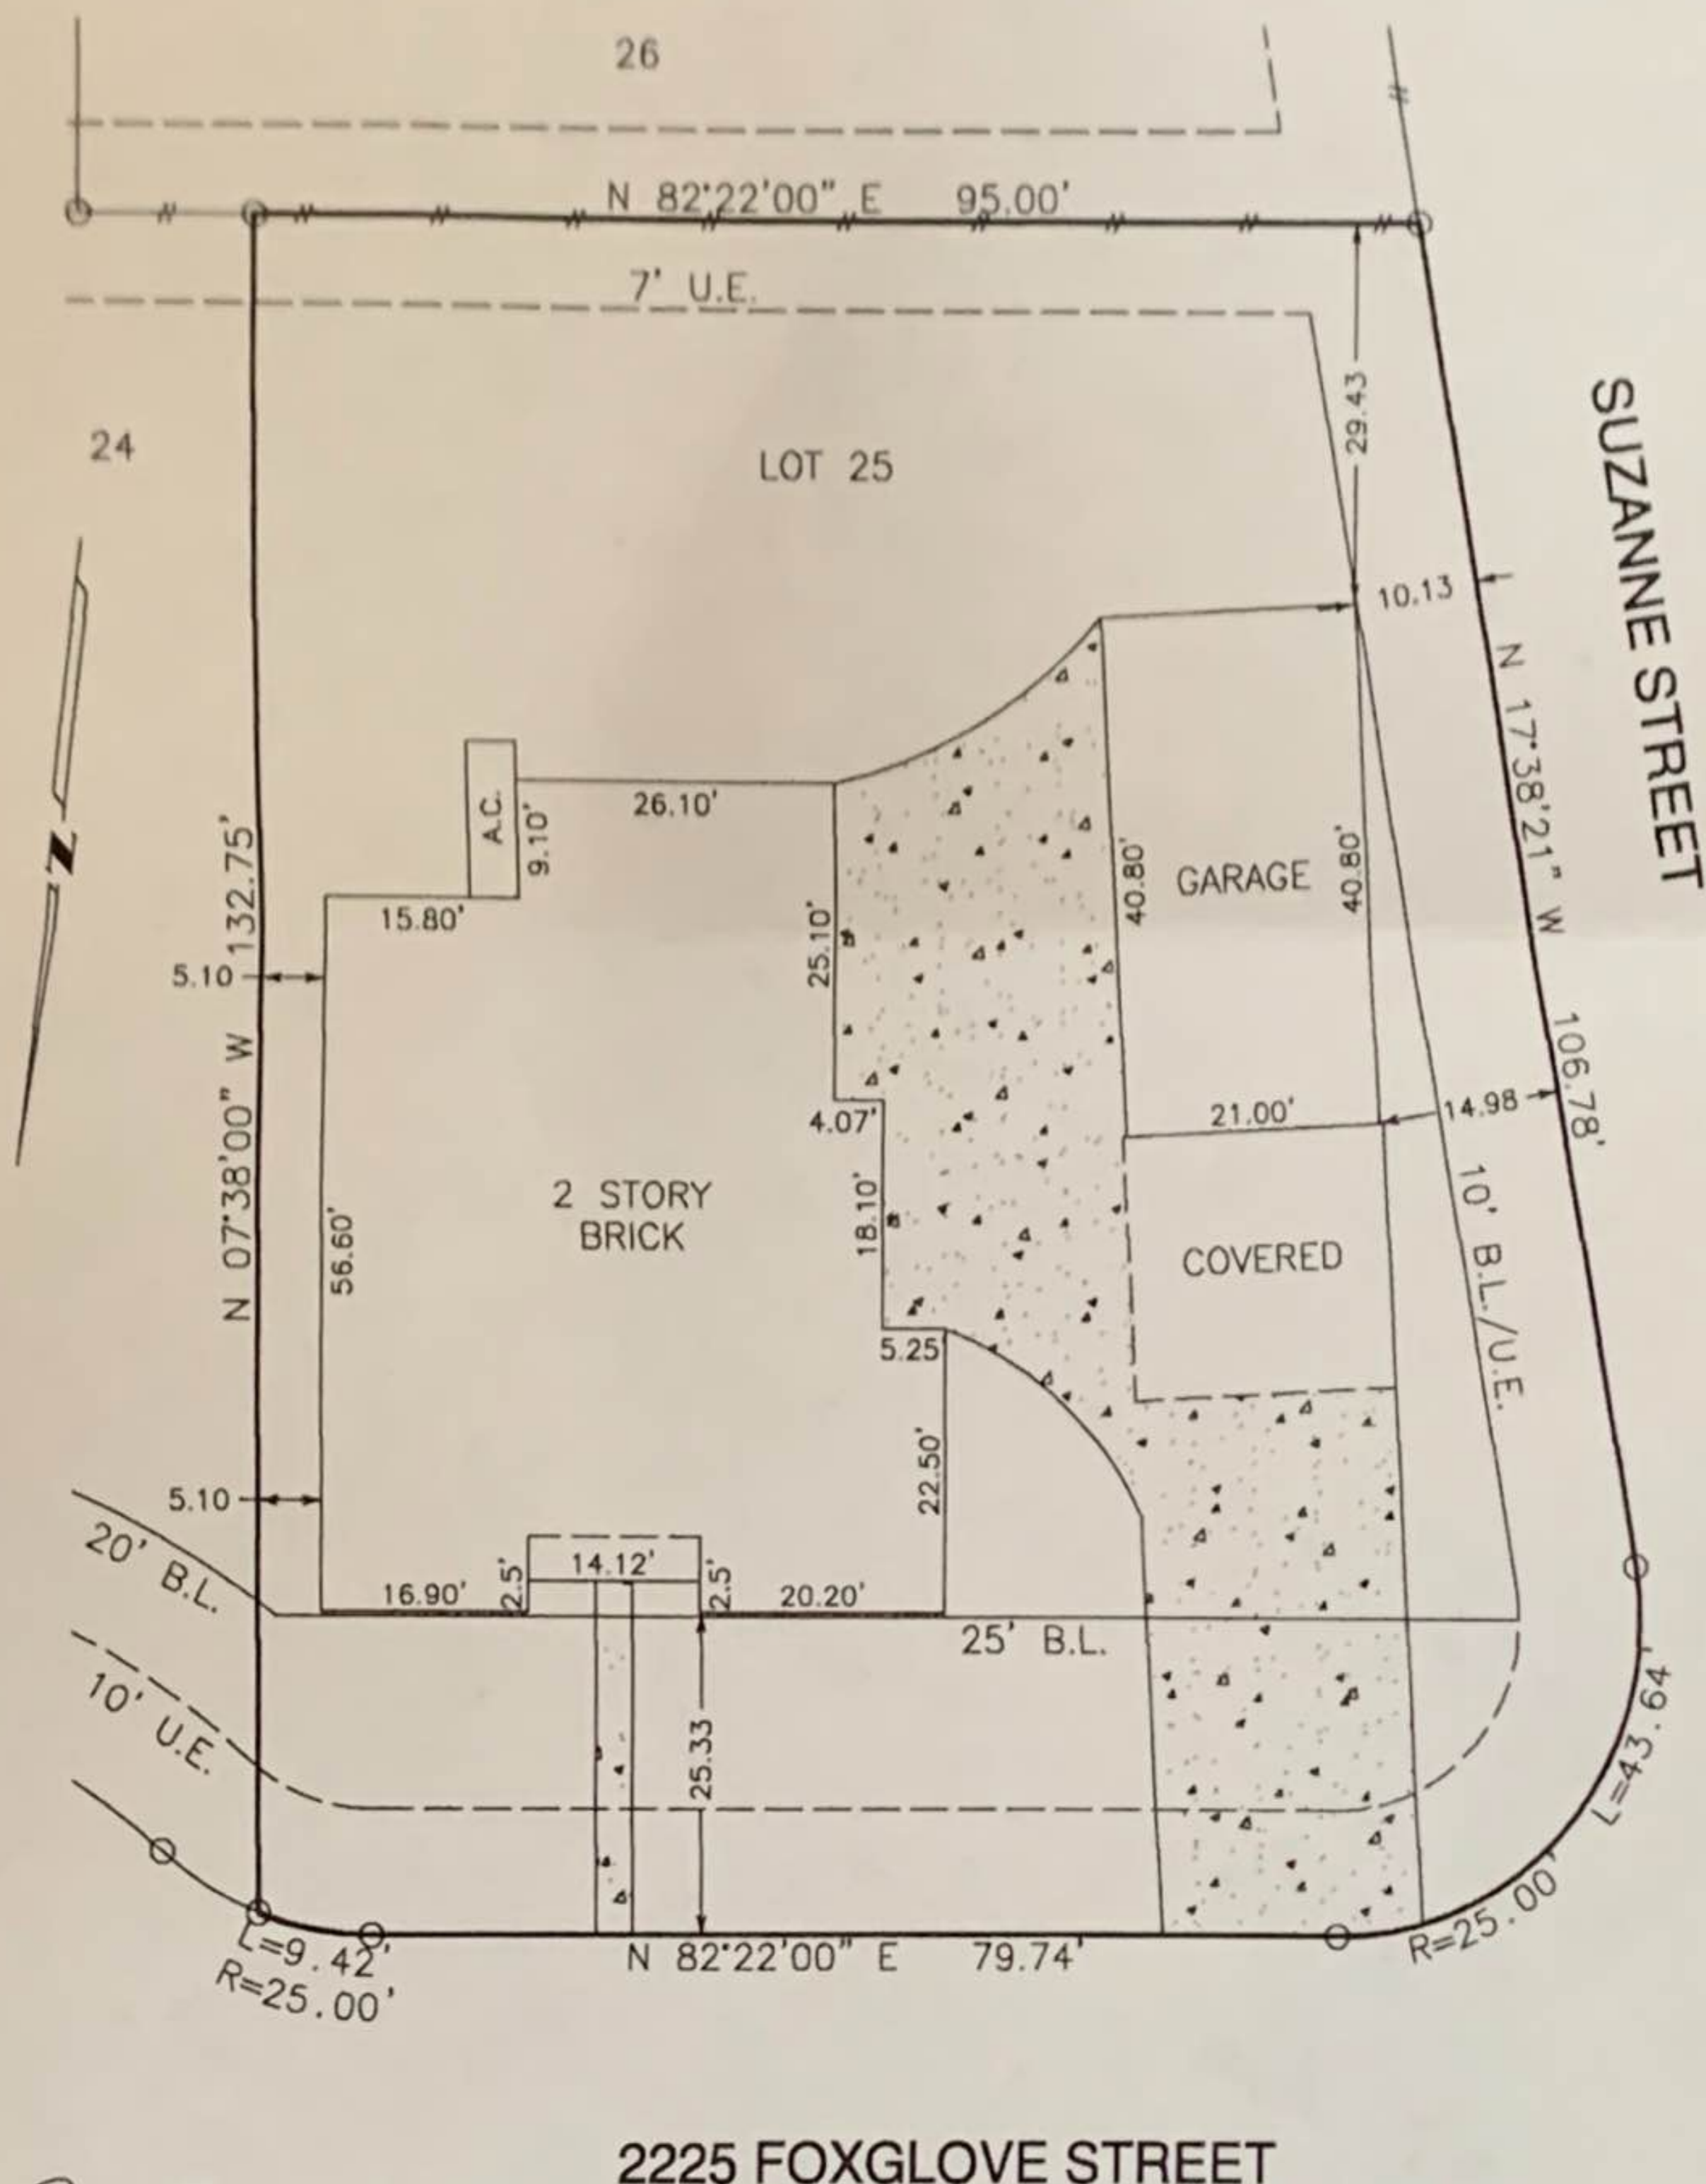 26
N 82°22'00" E 95.00'
7' U.E.
24
LOT 25
29.43
SUZANNE STREET
10.13
N 17°38'21" W 106.78'
A.C.
9.10'
26.10'
15.80'
25.10'
40.80'
GARAGE
40.80'
N 07°38'00" W 132.75'
5.10
Z
4.07'
21.00'
14.98
2 STORY
BRICK
56.60'
18.10'
COVERED
10' B.L./U.E.
5.25
22.50'
5.10
20' B.L.
16.90'
2.5'
14.12'
2.5'
20.20'
25' B.L.
10' U.E.
25.33
L=43.64'
R=25.00'
L=9.42'
R=25.00'
N 82°22'00" E 79.74'
2225 FOXGLOVE STREET